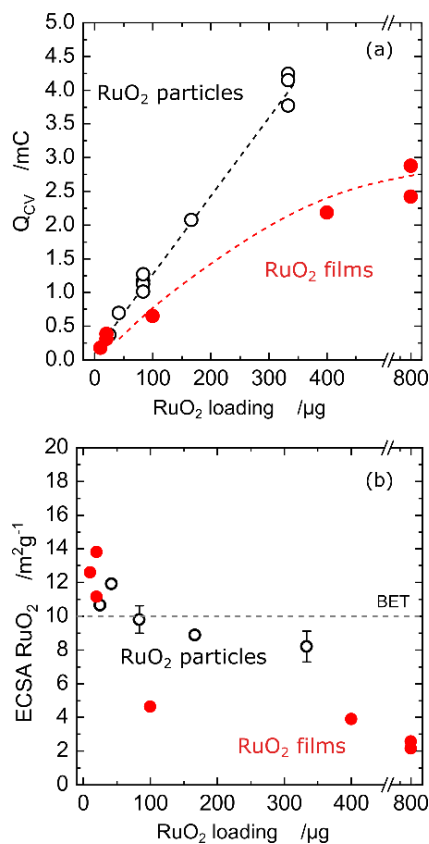 (a)
5.0
4.5
4.0
3.5
3.0
2.5
2.0
1.5
1.0
0.5
0.0
Q_CV /mC
RuO₂ particles
RuO₂ films
0 100 200 300 400 800
RuO₂ loading /µg
(b)
20
18
16
14
12
10
8
6
4
2
0
ECSA RuO₂ /m²g⁻¹
BET
RuO₂ particles
RuO₂ films
0 100 200 300 400 800
RuO₂ loading /µg